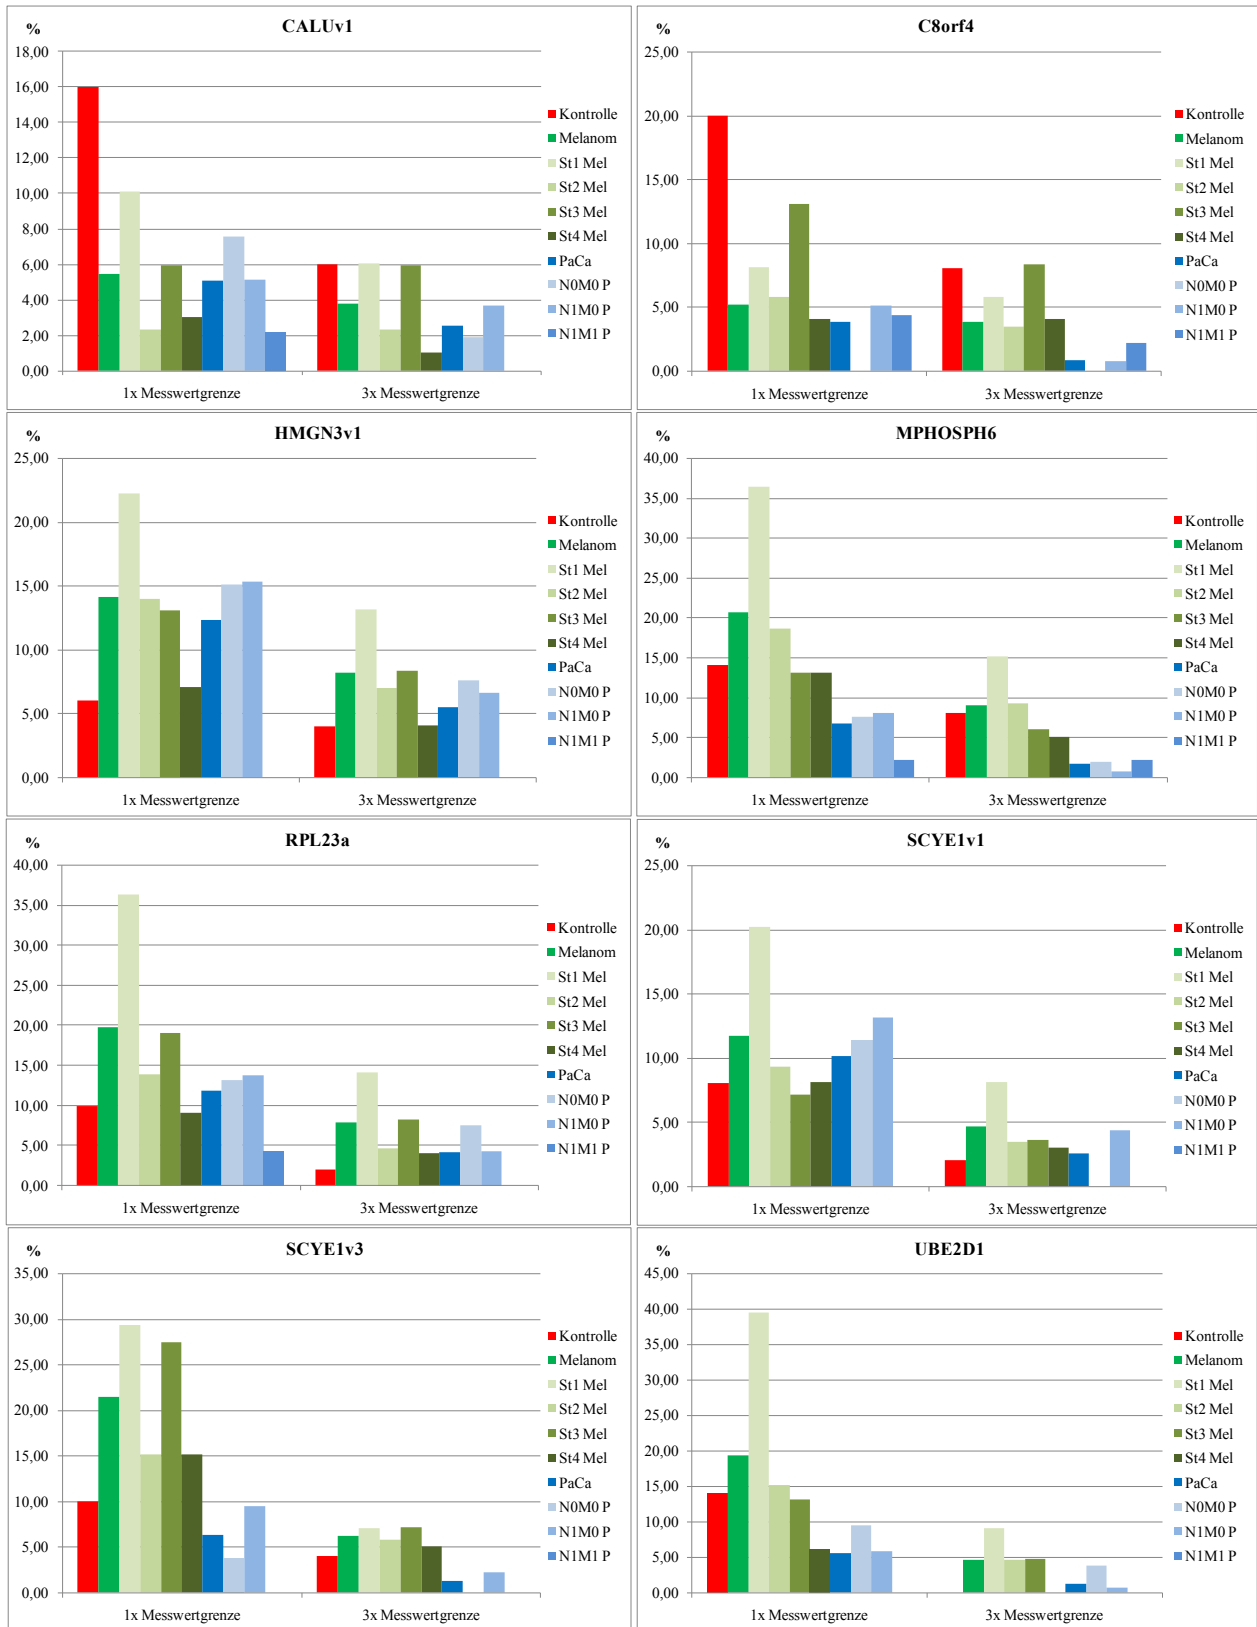 CALUv1
%
18,00
16,00
14,00
12,00
10,00
8,00
6,00
4,00
2,00
0,00
1x Messwertgrenze 3x Messwertgrenze
Kontrolle
Melanom
St1 Mel
St2 Mel
St3 Mel
St4 Mel
PaCa
N0M0 P
N1M0 P
N1M1 P
C8orf4
%
25,00
20,00
15,00
10,00
5,00
0,00
1x Messwertgrenze 3x Messwertgrenze
Kontrolle
Melanom
St1 Mel
St2 Mel
St3 Mel
St4 Mel
PaCa
N0M0 P
N1M0 P
N1M1 P
HMGN3v1
%
25,00
20,00
15,00
10,00
5,00
0,00
1x Messwertgrenze 3x Messwertgrenze
Kontrolle
Melanom
St1 Mel
St2 Mel
St3 Mel
St4 Mel
PaCa
N0M0 P
N1M0 P
N1M1 P
MPHOSPH6
%
40,00
35,00
30,00
25,00
20,00
15,00
10,00
5,00
0,00
1x Messwertgrenze 3x Messwertgrenze
Kontrolle
Melanom
St1 Mel
St2 Mel
St3 Mel
St4 Mel
PaCa
N0M0 P
N1M0 P
N1M1 P
RPL23a
%
40,00
35,00
30,00
25,00
20,00
15,00
10,00
5,00
0,00
1x Messwertgrenze 3x Messwertgrenze
Kontrolle
Melanom
St1 Mel
St2 Mel
St3 Mel
St4 Mel
PaCa
N0M0 P
N1M0 P
N1M1 P
SCYE1v1
%
25,00
20,00
15,00
10,00
5,00
0,00
1x Messwertgrenze 3x Messwertgrenze
Kontrolle
Melanom
St1 Mel
St2 Mel
St3 Mel
St4 Mel
PaCa
N0M0 P
N1M0 P
N1M1 P
SCYE1v3
%
35,00
30,00
25,00
20,00
15,00
10,00
5,00
0,00
1x Messwertgrenze 3x Messwertgrenze
Kontrolle
Melanom
St1 Mel
St2 Mel
St3 Mel
St4 Mel
PaCa
N0M0 P
N1M0 P
N1M1 P
UBE2D1
%
45,00
40,00
35,00
30,00
25,00
20,00
15,00
10,00
5,00
0,00
1x Messwertgrenze 3x Messwertgrenze
Kontrolle
Melanom
St1 Mel
St2 Mel
St3 Mel
St4 Mel
PaCa
N0M0 P
N1M0 P
N1M1 P